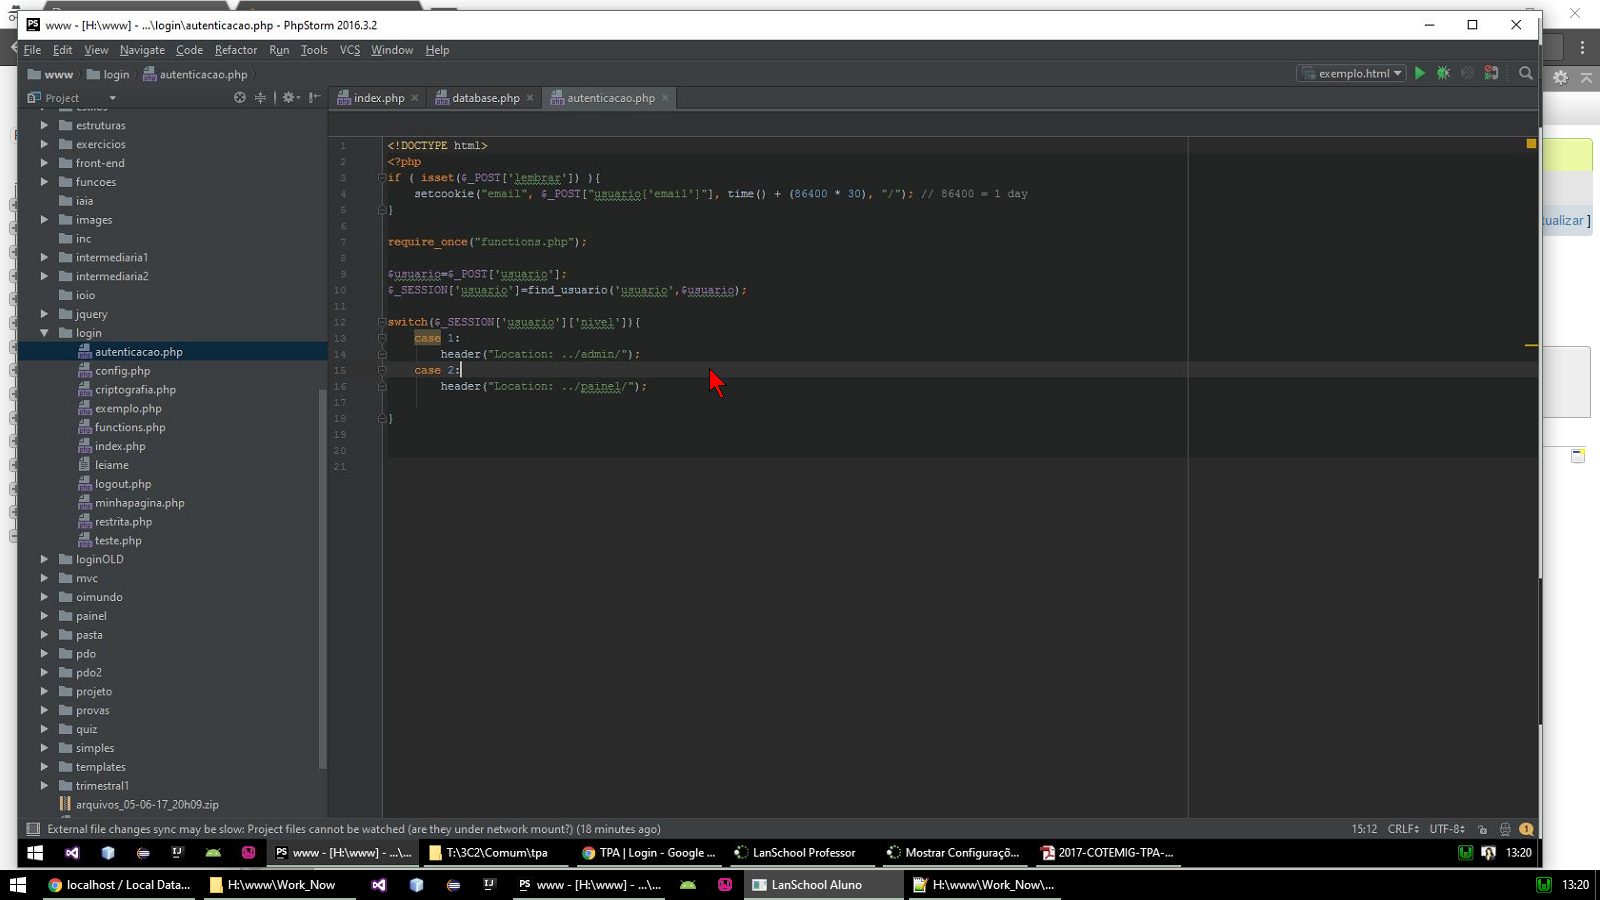 www - [H:\www] - ...\login\autenticacao.php - PhpStorm 2016.3.2
File Edit View Navigate Code Refactor Run Tools VCS Window Help
www login autenticacao.php
exemplo.html
Project
index.php database.php autenticacao.php
estruturas
exercicios
front-end
funcoes
iaia
images
inc
intermediaria1
intermediaria2
ioio
jquery
login
autenticacao.php
config.php
criptografia.php
exemplo.php
functions.php
index.php
leiame
logout.php
minhapagina.php
restrita.php
teste.php
loginOLD
mvc
oimundo
painel
pasta
pdo
pdo2
projeto
provas
quiz
simples
templates
trimestral1
arquivos_05-06-17_20h09.zip
1 <!DOCTYPE html>
2 <?php
3 if ( isset($_POST['lembrar']) ){
4 setcookie("email", $_POST["usuario['email']"], time() + (86400 * 30), "/"); // 86400 = 1 day
5 }
6
7 require_once("functions.php");
8
9 $usuario=$_POST['usuario'];
10 $_SESSION['usuario']=find_usuario('usuario',$usuario);
11
12 switch($_SESSION['usuario']['nivel']){
13 case 1:
14 header("Location: ../admin/");
15 case 2:
16 header("Location: ../painel/");
17
18 }
19
20
21
tualizar ]
External file changes sync may be slow: Project files cannot be watched (are they under network mount?) (18 minutes ago)
15:12 CRLF UTF-8 1
www - [H:\www] - ...\... T:\3C2\Comum\tpa TPA | Login - Google ... LanSchool Professor Mostrar Configuraçõ... 2017-COTEMIG-TPA-... 13:20
localhost / Local Data... H:\www\Work_Now www - [H:\www] - ...\... LanSchool Aluno H:\www\Work_Now\... 13:20